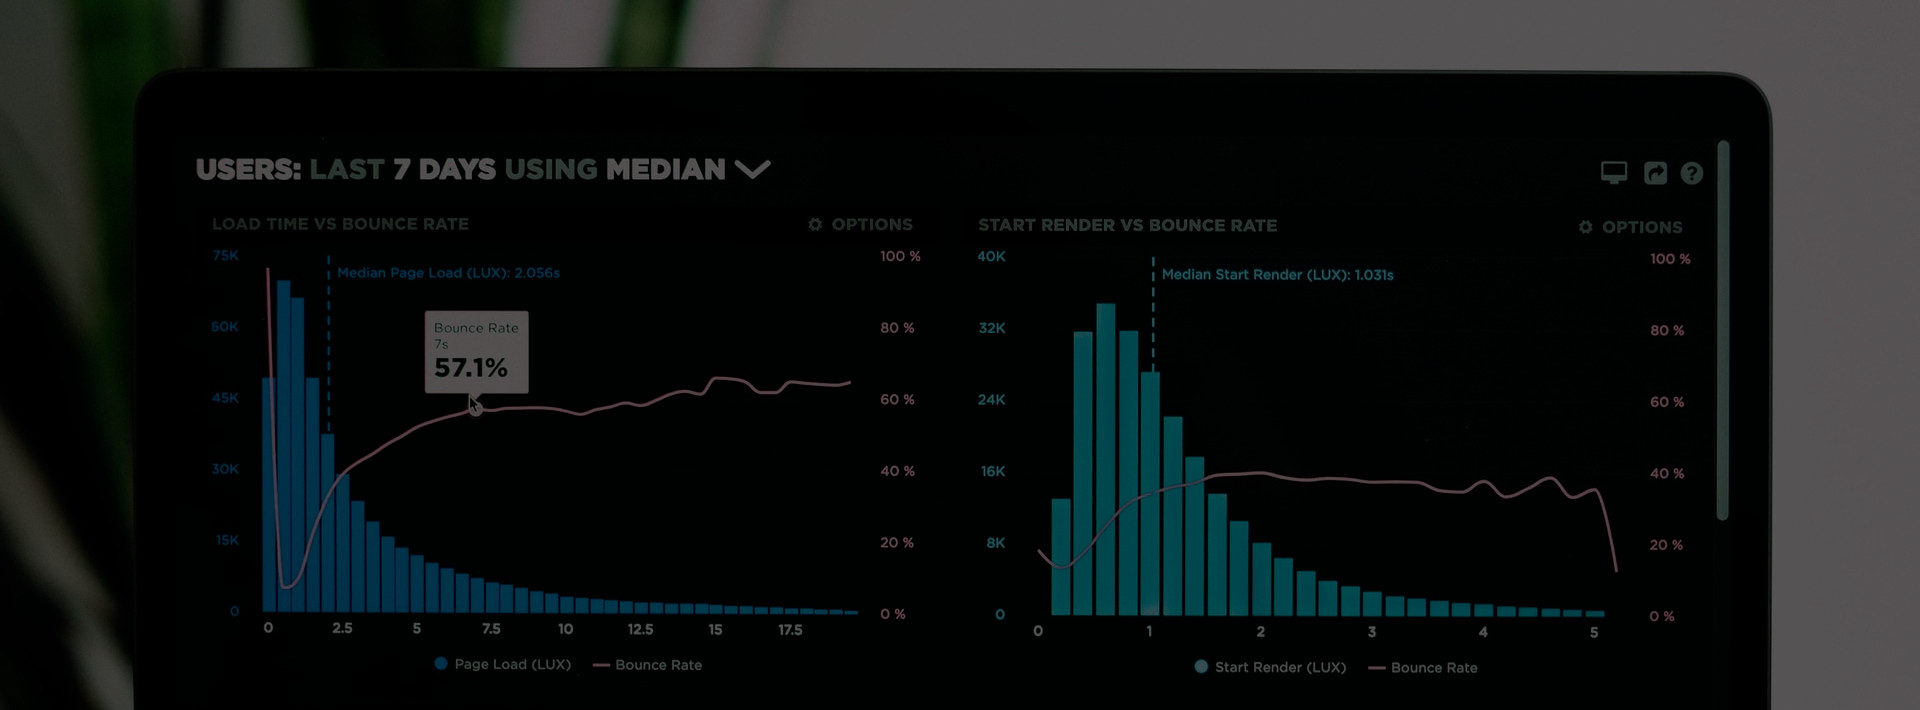 USERS: LAST 7 DAYS USING MEDIAN
LOAD TIME VS BOUNCE RATE
OPTIONS
75K
60K
45K
30K
15K
0
Median Page Load (LUX): 2.056s
Bounce Rate
7s
57.1%
100 %
80 %
60 %
40 %
20 %
0 %
0 2.5 5 7.5 10 12.5 15 17.5
Page Load (LUX) Bounce Rate
START RENDER VS BOUNCE RATE
OPTIONS
40K
32K
24K
16K
8K
0
Median Start Render (LUX): 1.031s
100 %
80 %
60 %
40 %
20 %
0 %
0 1 2 3 4 5
Start Render (LUX) Bounce Rate